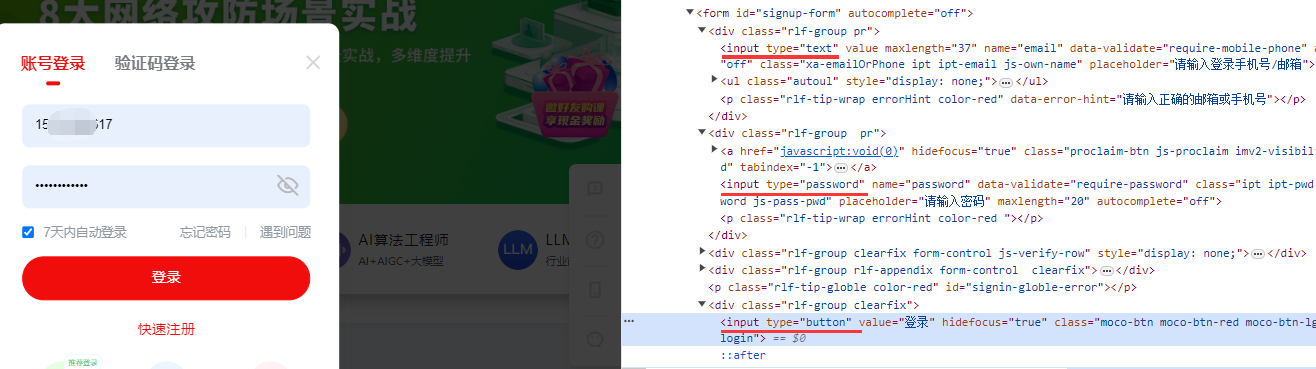 8大网络攻防场景实战
实战，多维度提升
账号登录
验证码登录
邀好友购课
享现金奖励
7天内自动登录
忘记密码
遇到问题
登录
快速注册
推荐登录
AI算法工程师
AI+AIGC+大模型
LLM
LLM
行业
<form id="signup-form" autocomplete="off">
<div class="rlf-group pr">
<input type="text" value maxlength="37" name="email" data-validate="require-mobile-phone" a
"off" class="xa-emailOrPhone ipt ipt-email js-own-name" placeholder="请输入登录手机号/邮箱">
<ul class="autoul" style="display: none;">…</ul>
<p class="rlf-tip-wrap errorHint color-red" data-error-hint="请输入正确的邮箱或手机号"></p>
</div>
<div class="rlf-group  pr">
<a href="javascript:void(0)" hidefocus="true" class="proclaim-btn js-proclaim imv2-visibil
d" tabindex="-1">…</a>
<input type="password" name="password" data-validate="require-password" class="ipt ipt-pwd
word js-pass-pwd" placeholder="请输入密码" maxlength="20" autocomplete="off">
<p class="rlf-tip-wrap errorHint color-red "></p>
</div>
<div class="rlf-group clearfix form-control js-verify-row" style="display: none;">…</div>
<div class="rlf-group rlf-appendix form-control  clearfix">…</div>
<p class="rlf-tip-globle color-red" id="signin-globle-error"></p>
<div class="rlf-group clearfix">
<input type="button" value="登录" hidefocus="true" class="moco-btn moco-btn-red moco-btn-lg
login"> == $0
::after